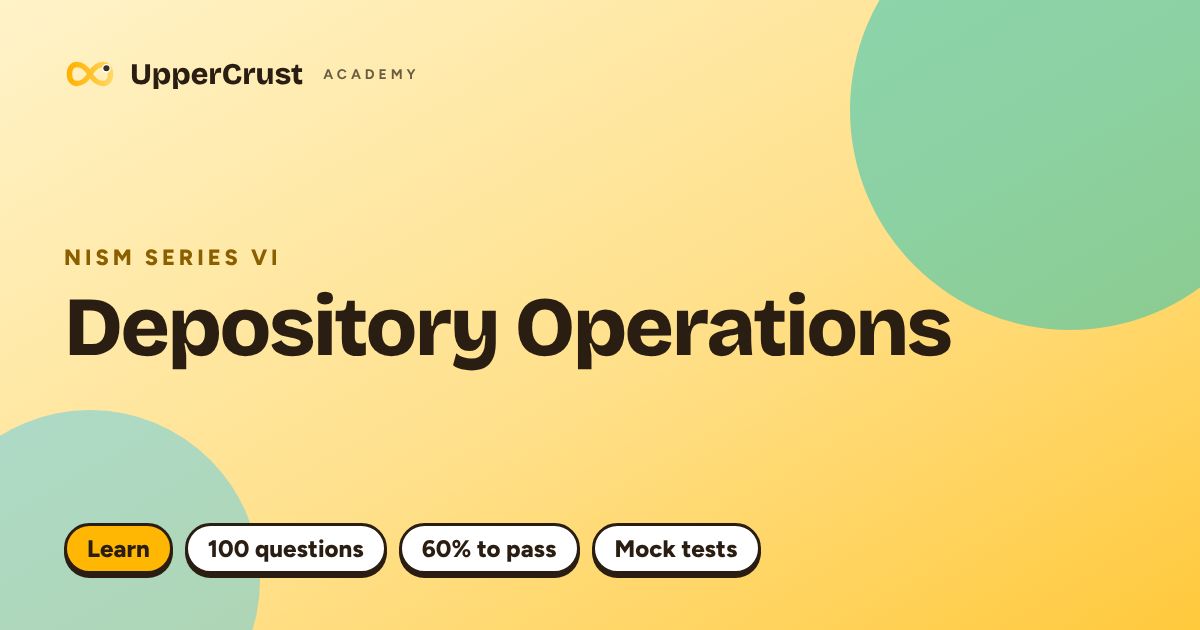 UpperCrust ACADEMY
NISM SERIES VI
Depository Operations
Learn 100 questions 60% to pass Mock tests